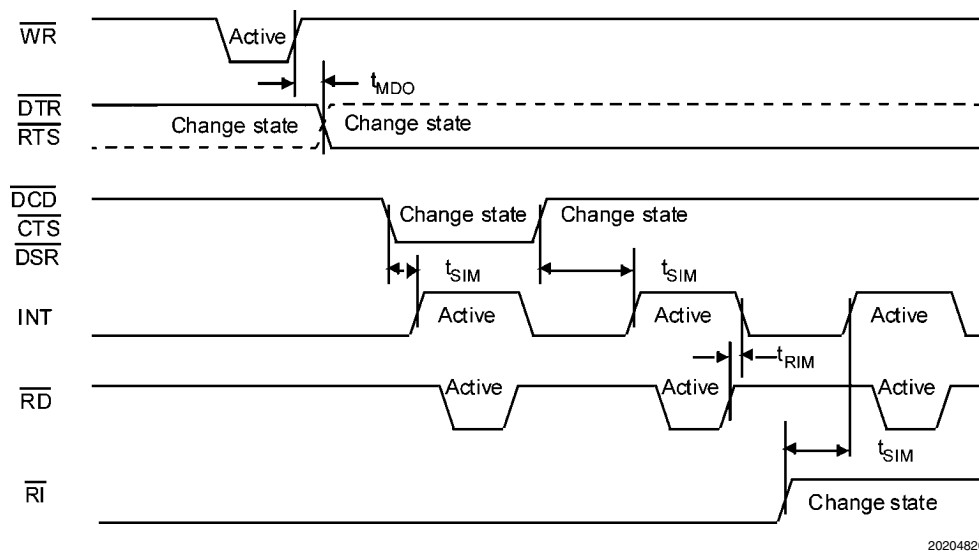 WR
Active
tMDO
DTR
RTS
Change state
Change state
DCD
CTS
DSR
Change state
Change state
tSIM
tSIM
INT
Active
Active
Active
tRIM
RD
Active
Active
Active
tSIM
RI
Change state
2020482